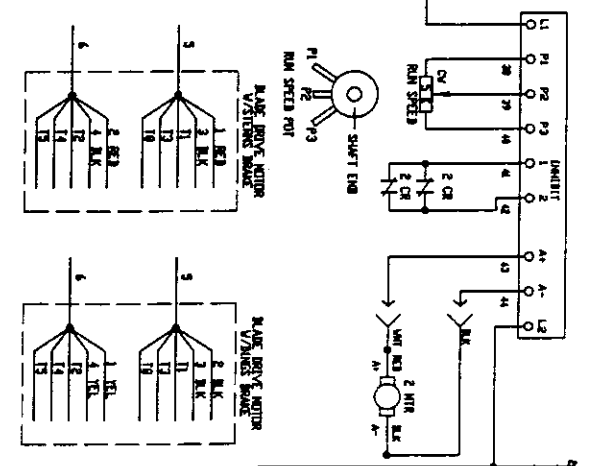 L1
P1
38
CW
RUN SPEED
5 K
P2
39
P3
40
INHIBIT
1
41
2 CR
2 CR
2
42
A+
43
A-
44
L2
WHT
BLK
RED
A+
2 MTR
A-
BLK
P1
P2
P3
RUN SPEED POT
SHAFT END
BLADE DRIVE MOTOR
W/STERNS BRAKE
6
5
T5
T4
T2
4 BLK
2 RED
T8
T3
T1
3 BLK
1 RED
BLADE DRIVE MOTOR
W/DINGS BRAKE
6
5
T5
T4
T2
4 YEL
1 YEL
T8
T3
T1
3 BLK
2 BLK